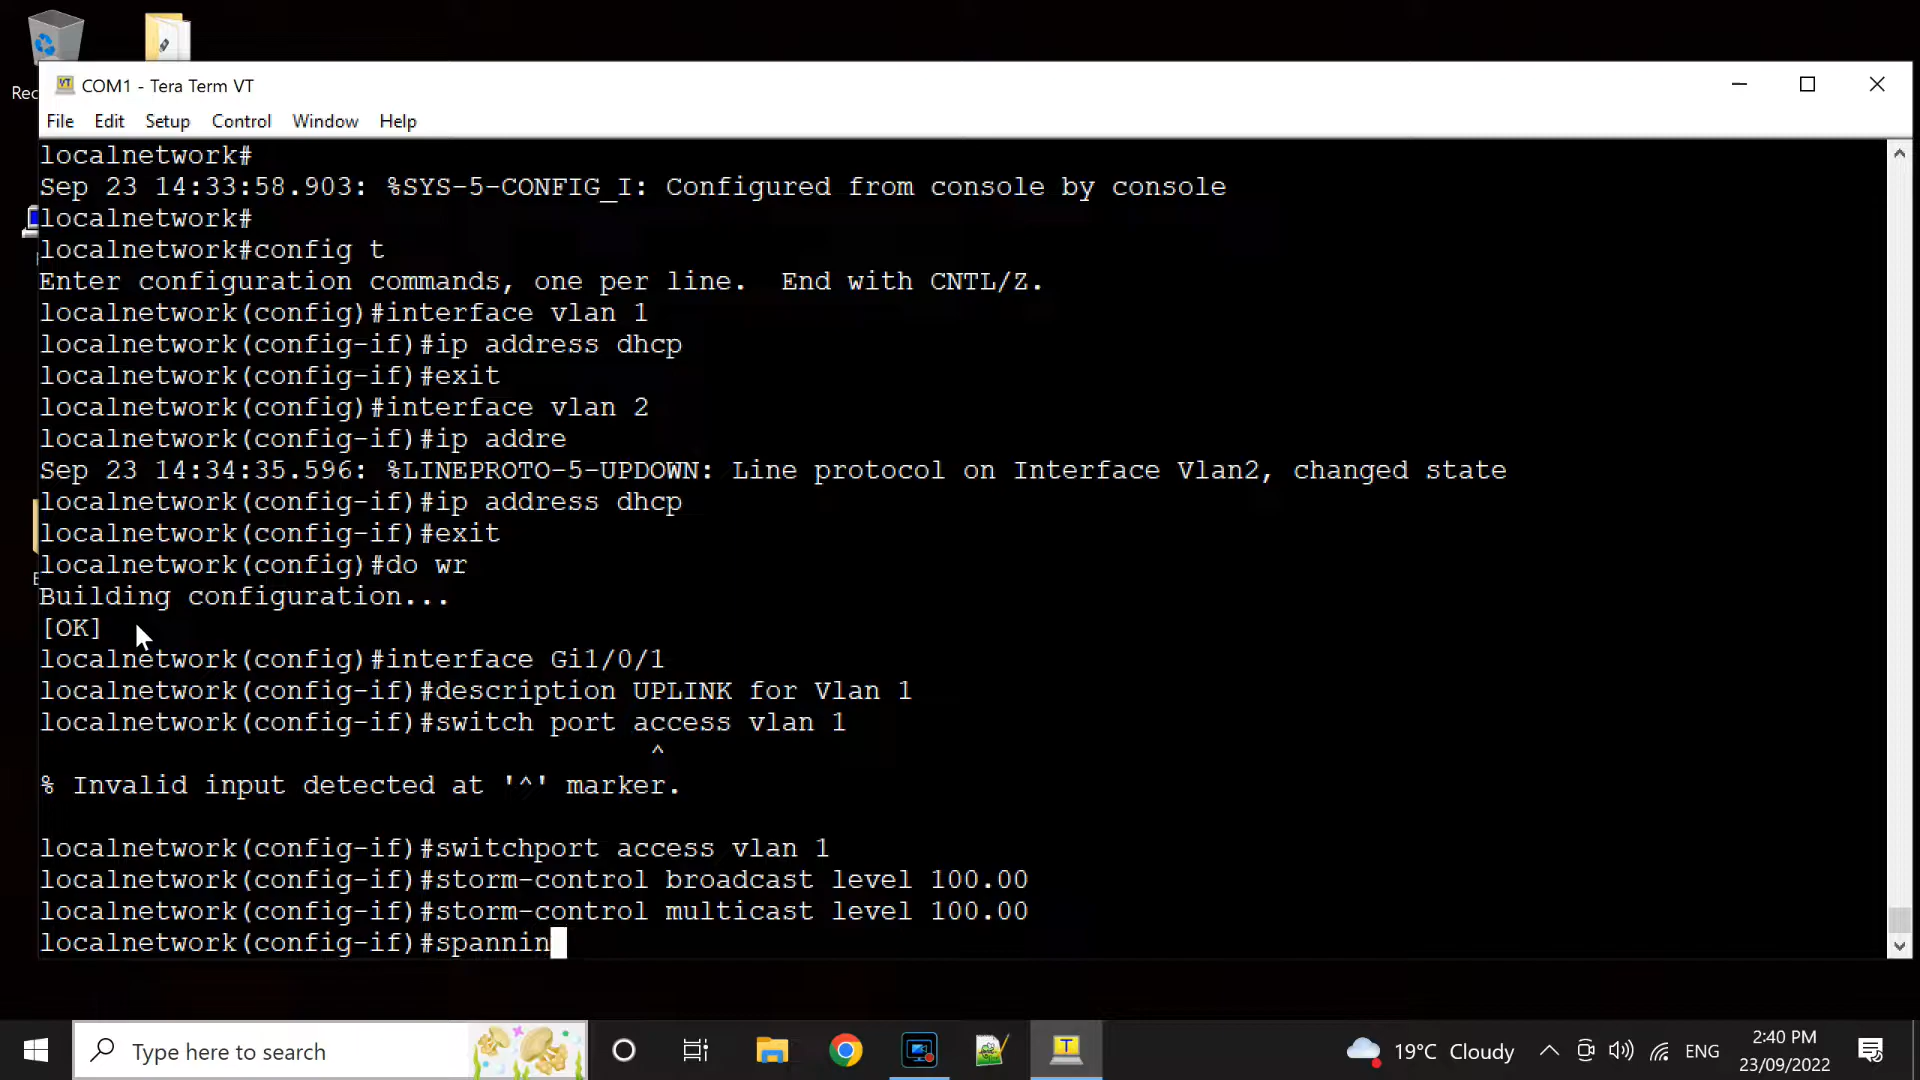 Rec
COM1 - Tera Term VT
File Edit Setup Control Window Help
localnetwork#
Sep 23 14:33:58.903: %SYS-5-CONFIG_I: Configured from console by console
localnetwork#
localnetwork#config t
Enter configuration commands, one per line.  End with CNTL/Z.
localnetwork(config)#interface vlan 1
localnetwork(config-if)#ip address dhcp
localnetwork(config-if)#exit
localnetwork(config)#interface vlan 2
localnetwork(config-if)#ip addre
Sep 23 14:34:35.596: %LINEPROTO-5-UPDOWN: Line protocol on Interface Vlan2, changed state
localnetwork(config-if)#ip address dhcp
localnetwork(config-if)#exit
localnetwork(config)#do wr
Building configuration...
[OK]
localnetwork(config)#interface Gi1/0/1
localnetwork(config-if)#description UPLINK for Vlan 1
localnetwork(config-if)#switch port access vlan 1
^
% Invalid input detected at '^' marker.
localnetwork(config-if)#switchport access vlan 1
localnetwork(config-if)#storm-control broadcast level 100.00
localnetwork(config-if)#storm-control multicast level 100.00
localnetwork(config-if)#spannin
Type here to search
19°C Cloudy
ENG
2:40 PM
23/09/2022